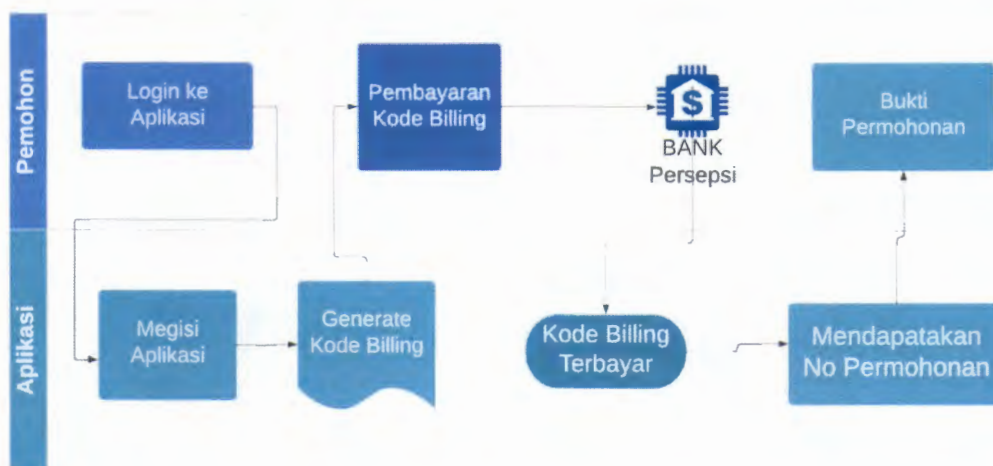 Pemohon
Login ke
Aplikasi
Pembayaran
Kode Billing
$
BANK
Persepsi
Bukti
Permohonan
Aplikasi
Megisi
Aplikasi
Generate
Kode Billing
Kode Billing
Terbayar
Mendapatakan
No Permohonan